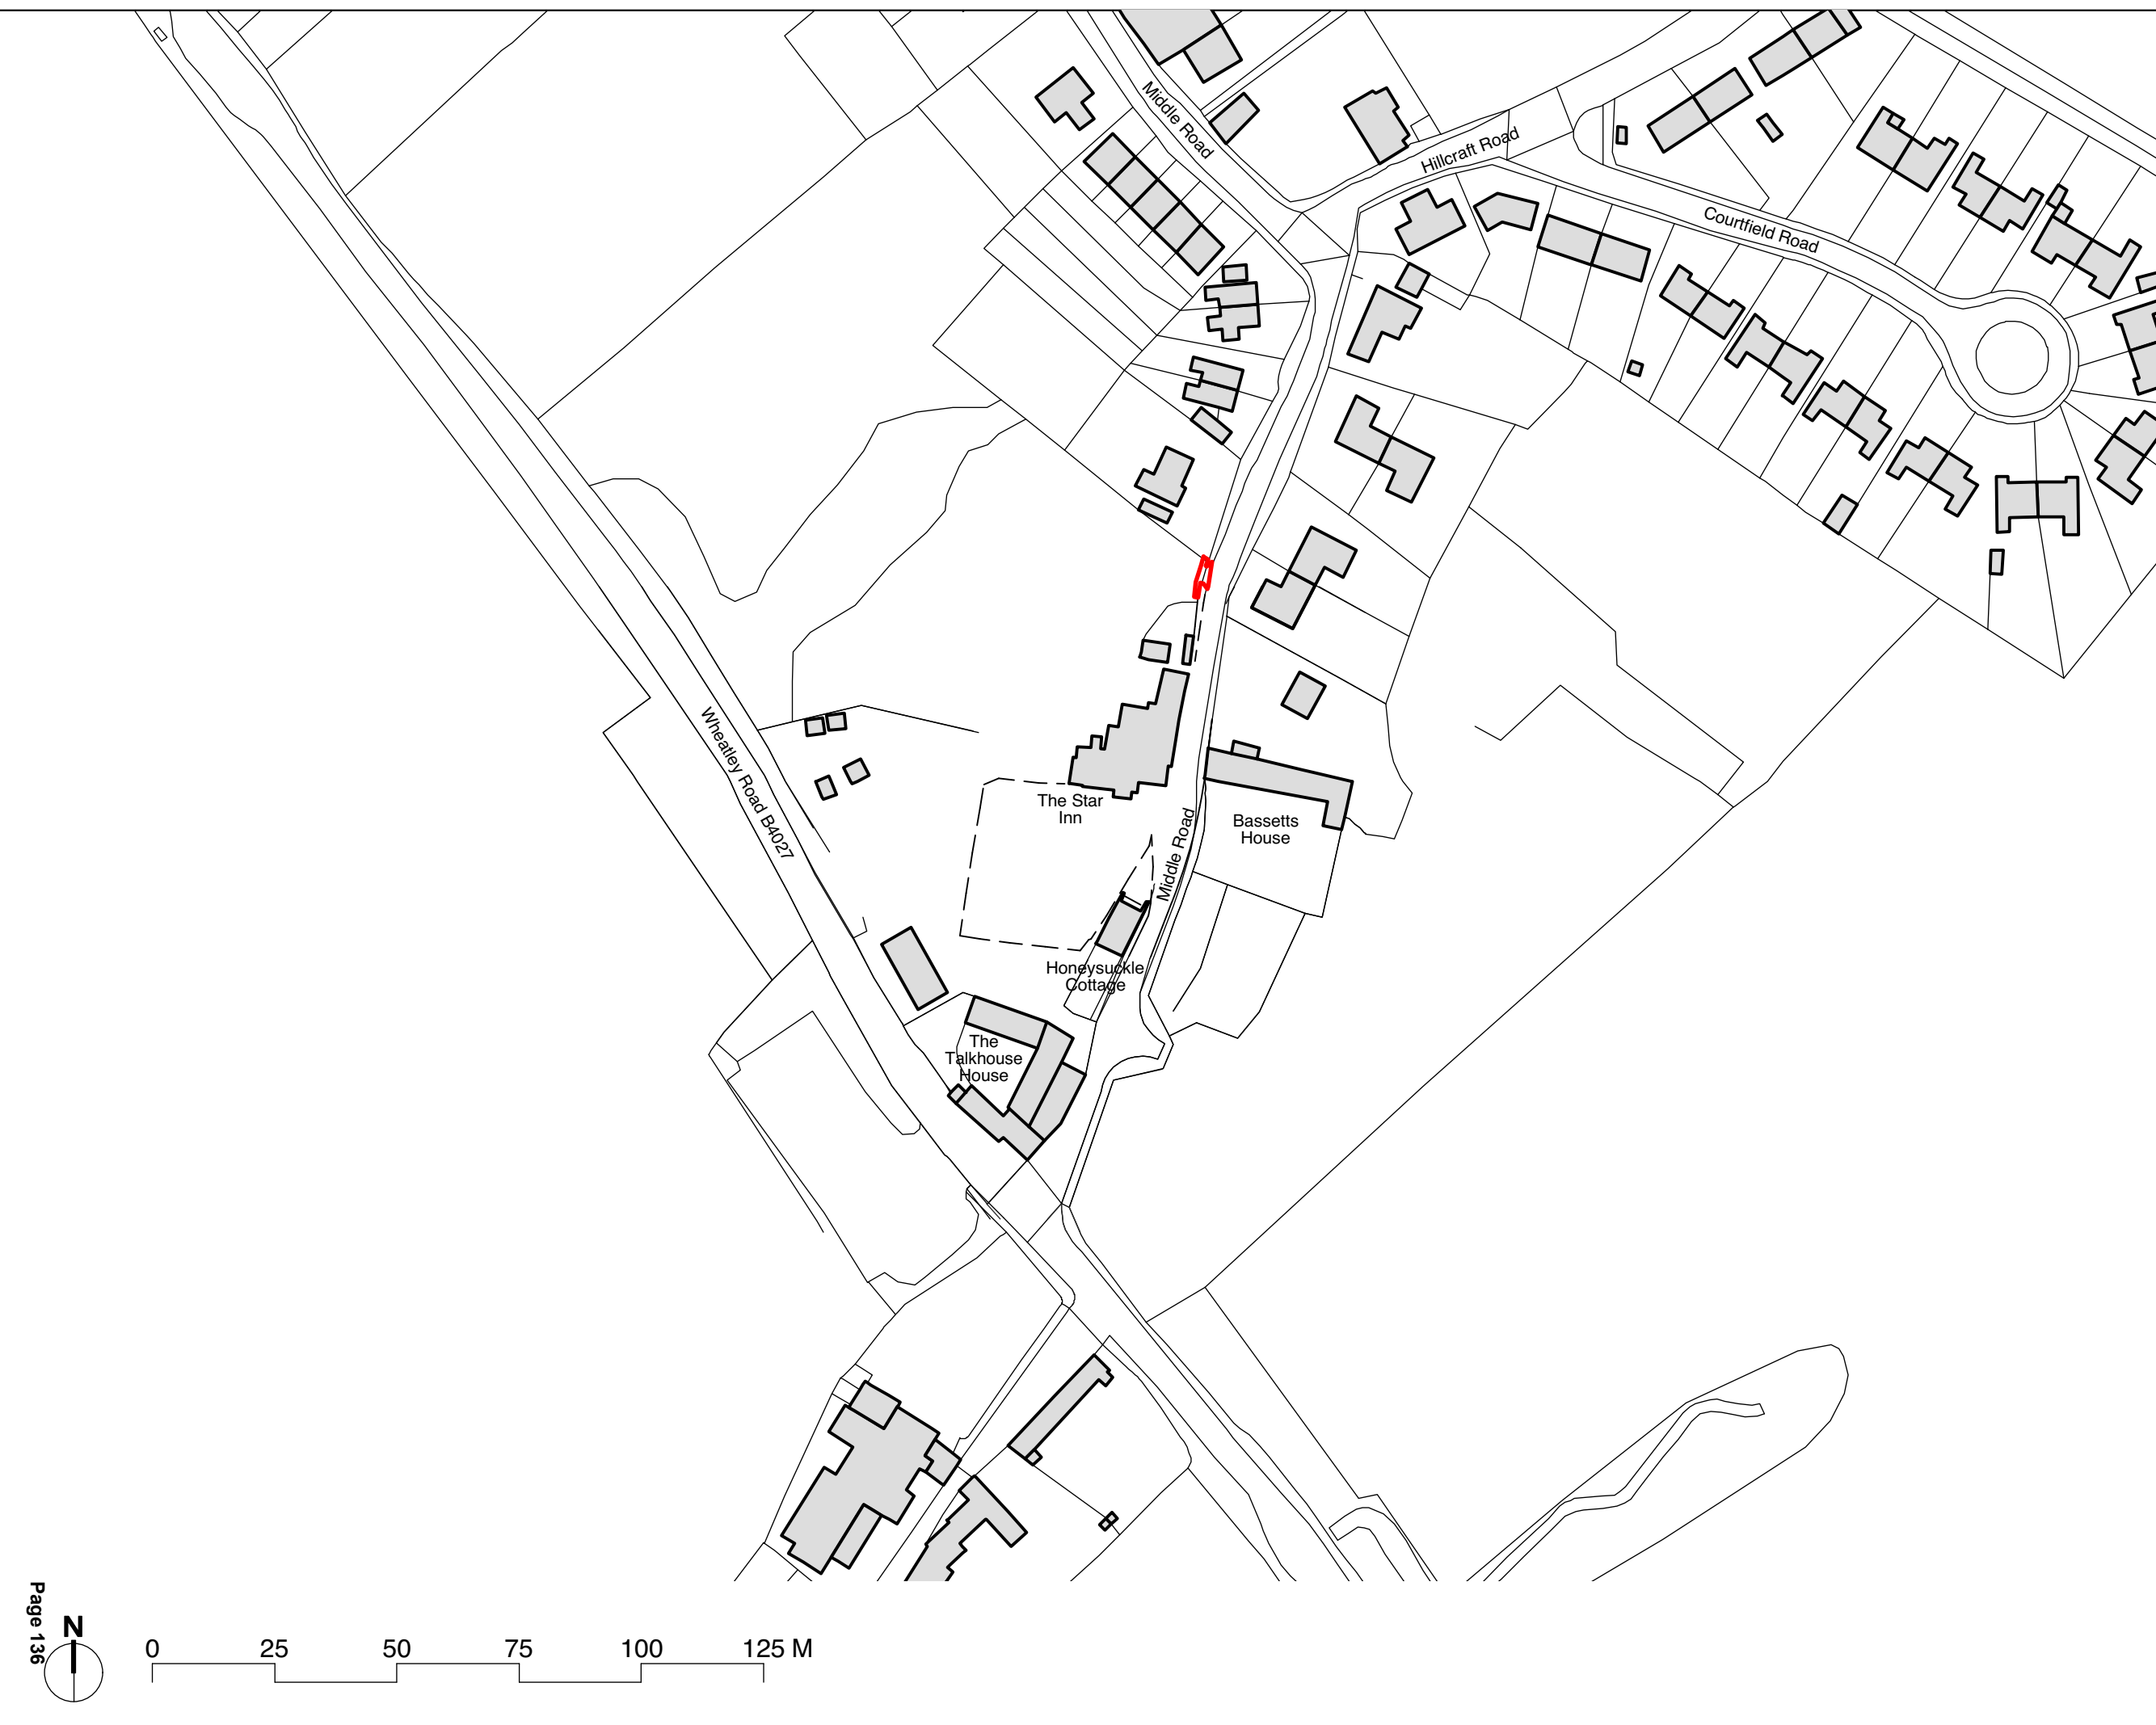 Middle Road
Hillcraft Road
Courtfield Road
Wheatley Road B4027
The Star
Inn
Middle Road
Bassetts
House
Honeysuckle
Cottage
The
Talkhouse
House
Page 136
N
0 25 50 75 100 125 M